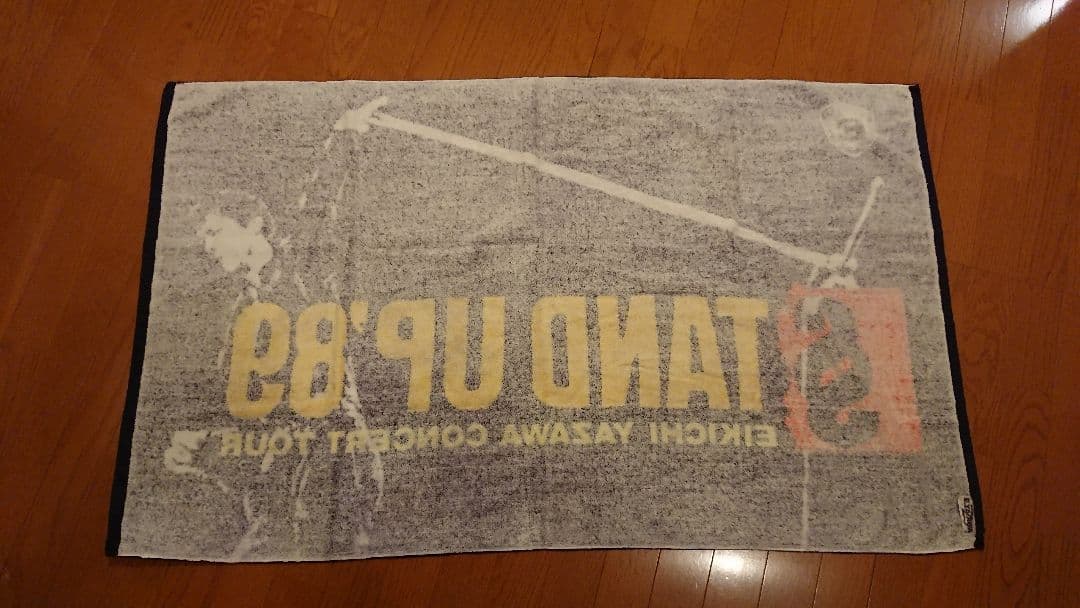 STAND UP '89
EIKICHI YAZAWA CONCERT TOUR